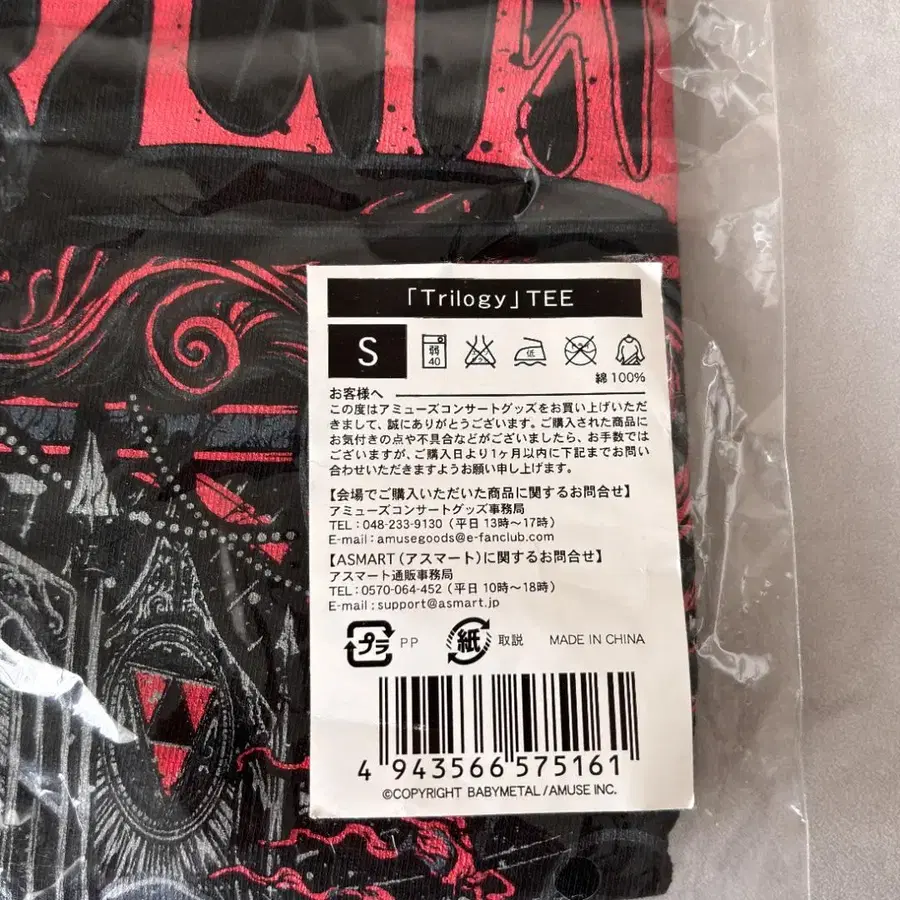 「Trilogy」TEE
S
弱
40
エンソ
低
ドライ
綿 100%
お客様へ
この度はアミューズコンサートグッズをお買い上げいただ
きまして、誠にありがとうございます。ご購入された商品に
お気付きの点や不具合などがございましたら、お手数では
ございますが、ご購入日より1ヶ月以内に下記までお問い
合わせいただきますようお願い申し上げます。
【会場でご購入いただいた商品に関するお問合せ】
アミューズコンサートグッズ事務局
TEL：048-233-9130（平日 13時〜17時）
E-mail：amusegoods@e-fanclub.com
【ASMART（アスマート）に関するお問合せ】
アスマート通販事務局
TEL：0570-064-452（平日 10時〜18時）
E-mail：support@asmart.jp
プラ PP 紙 取説 MADE IN CHINA
4 943566 575161
©COPYRIGHT BABYMETAL/AMUSE INC.